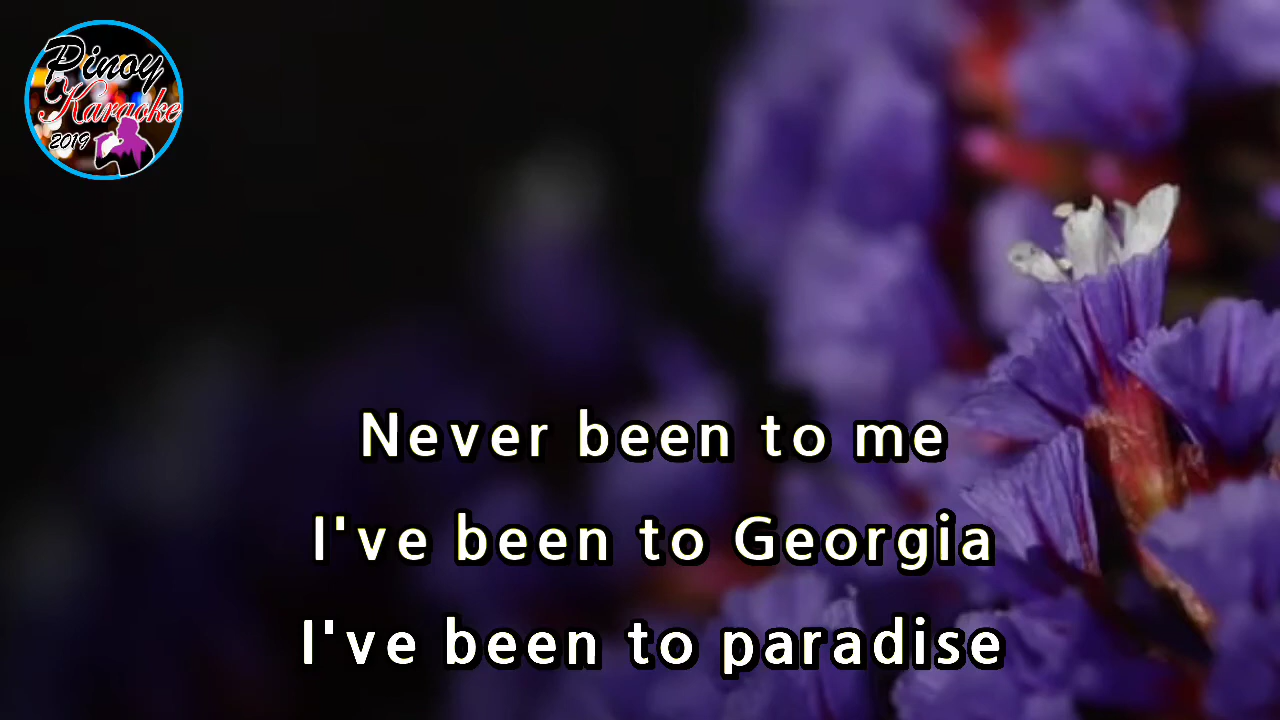 Pinoy
Karaoke
2019
Never been to me
I've been to Georgia
I've been to paradise